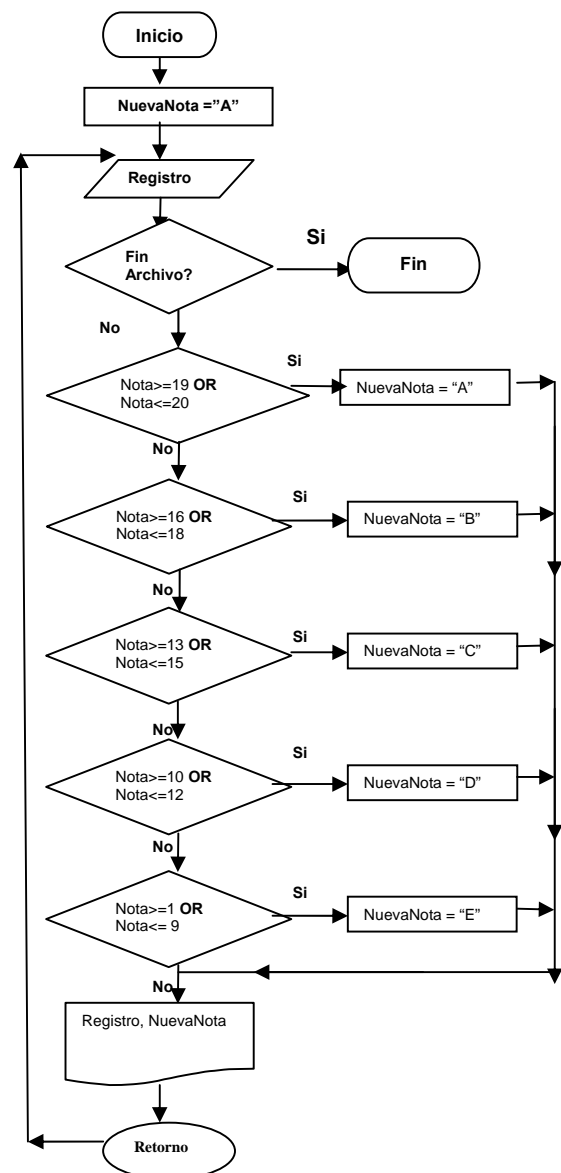 Inicio
NuevaNota =”A”
Registro
Fin
Archivo?
Si
Fin
No
Nota>=19 OR
Nota<=20
Si
NuevaNota = “A”
No
Nota>=16 OR
Nota<=18
Si
NuevaNota = “B”
No
Nota>=13 OR
Nota<=15
Si
NuevaNota = “C”
No
Nota>=10 OR
Nota<=12
Si
NuevaNota = “D”
No
Nota>=1 OR
Nota<= 9
Si
NuevaNota = “E”
No
Registro, NuevaNota
Retorno